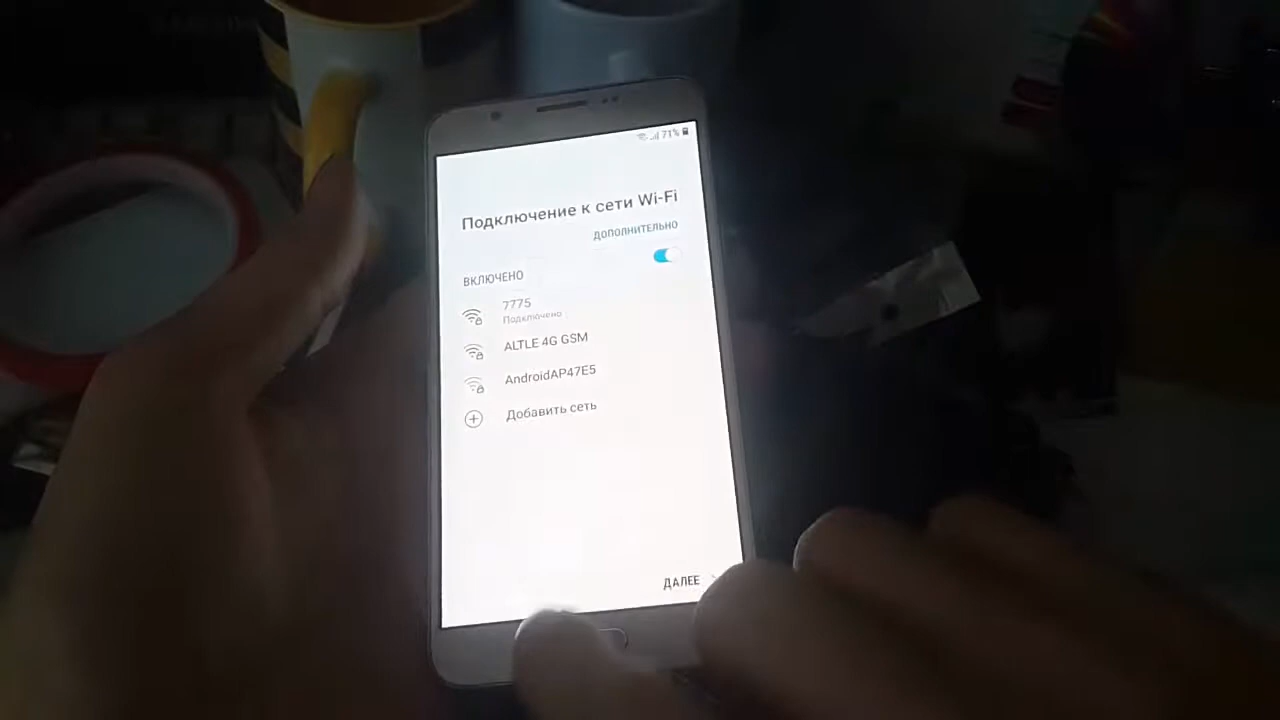 71%
Подключение к сети Wi-Fi
ДОПОЛНИТЕЛЬНО
ВКЛЮЧЕНО
7775
Подключено
ALTLE 4G GSM
AndroidAP47E5
Добавить сеть
ДАЛЕЕ